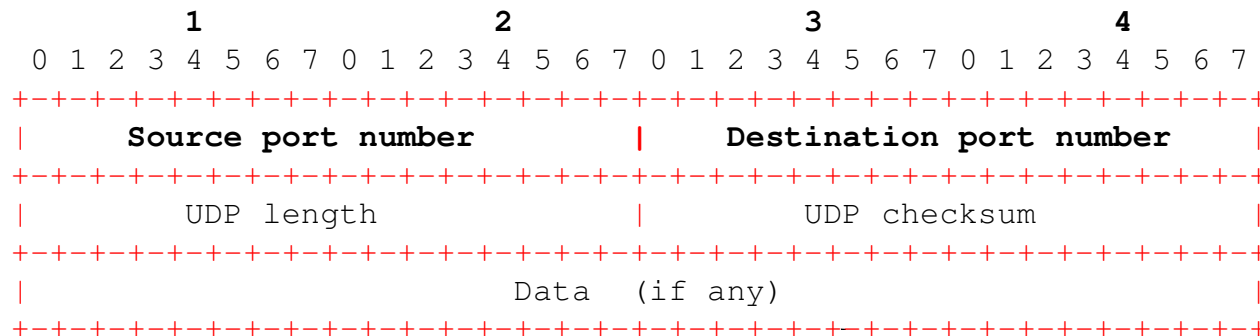 1 2 3 4
0 1 2 3 4 5 6 7 0 1 2 3 4 5 6 7 0 1 2 3 4 5 6 7 0 1 2 3 4 5 6 7
+-+-+-+-+-+-+-+-+-+-+-+-+-+-+-+-+-+-+-+-+-+-+-+-+-+-+-+-+-+-+-+-+
| Source port number | Destination port number |
+-+-+-+-+-+-+-+-+-+-+-+-+-+-+-+-+-+-+-+-+-+-+-+-+-+-+-+-+-+-+-+-+
| UDP length | UDP checksum |
+-+-+-+-+-+-+-+-+-+-+-+-+-+-+-+-+-+-+-+-+-+-+-+-+-+-+-+-+-+-+-+-+
| Data (if any) |
+-+-+-+-+-+-+-+-+-+-+-+-+-+-+-+-+-+-+-+-+-+-+-+-+-+-+-+-+-+-+-+-+